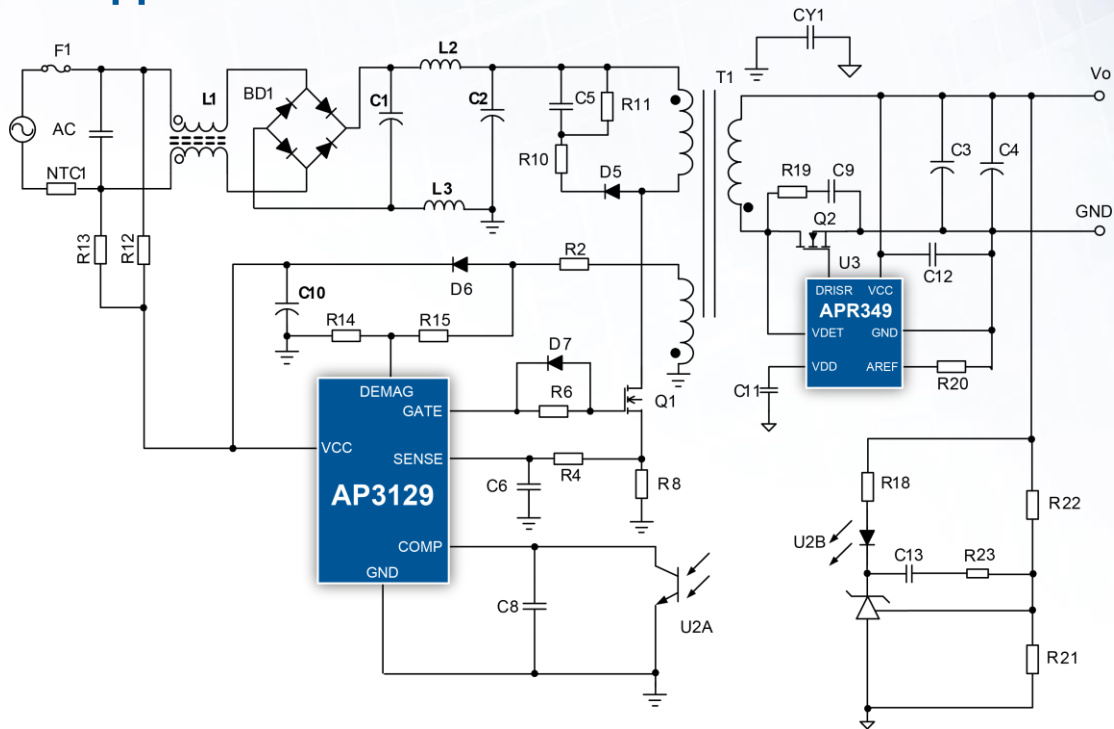 F1
AC
NTC1
L1
BD1
C1
L2
C2
L3
C5
R11
R10
D5
T1
CY1
Vo
GND
C3
C4
R19
C9
Q2
U3
C12
DRISR
VCC
APR349
VDET
GND
VDD
AREF
C11
R20
R13
R12
C10
D6
R2
R14
R15
D7
R6
Q1
DEMAG
GATE
VCC
SENSE
AP3129
COMP
GND
C6
R4
R8
C8
U2A
R18
U2B
C13
R23
R22
R21